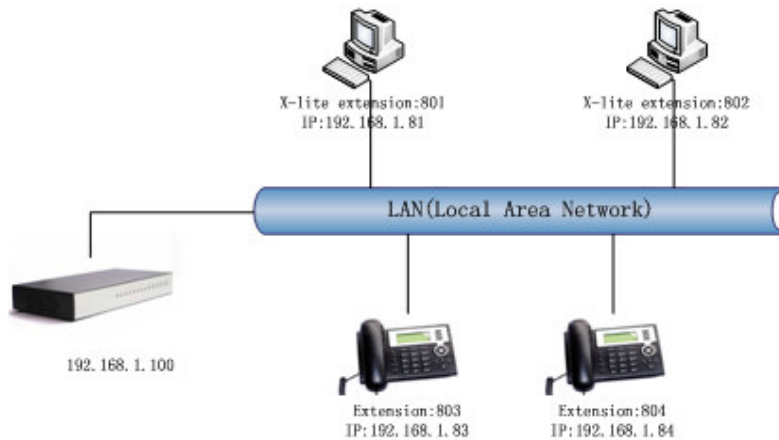 X-lite extension:801
IP:192.168.1.81
X-lite extension:802
IP:192.168.1.82
LAN(Local Area Network)
192.168.1.100
Extension:803
IP:192.168.1.83
Extension:804
IP:192.168.1.84